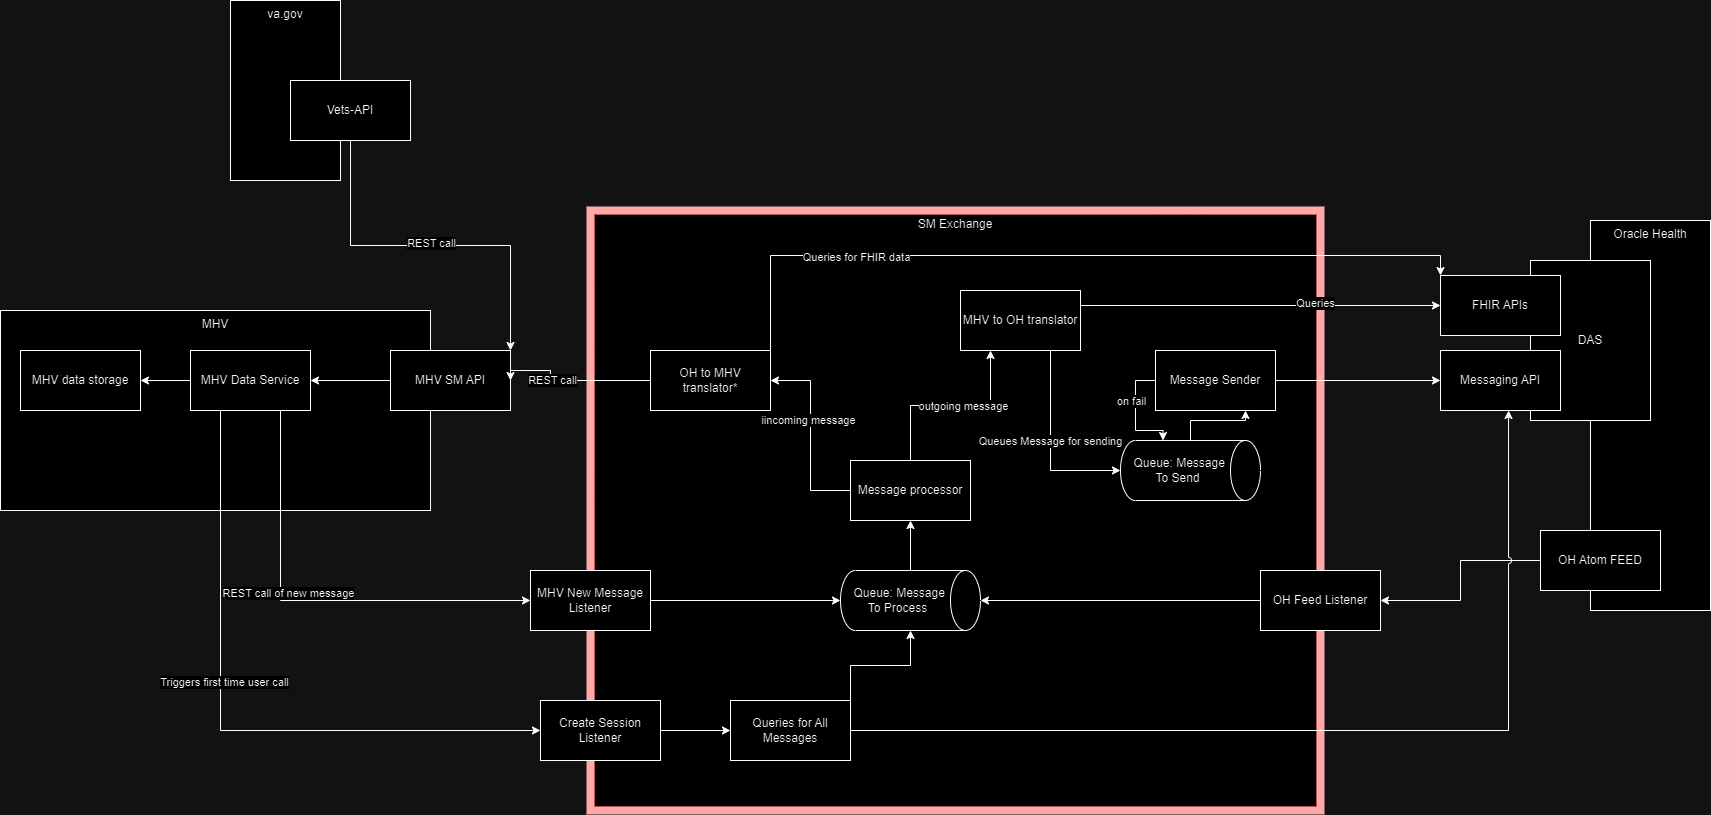 va.gov
Vets-API
REST call
SM Exchange
Oracle Health
Queries for FHIR data
FHIR APIs
Queries
MHV to OH translator
DAS
MHV
MHV data storage
MHV Data Service
MHV SM API
REST call
OH to MHV
translator*
Message Sender
Messaging API
on fail
outgoing message
iincoming message
Queues Message for sending
Queue: Message
To Send
Message processor
OH Atom FEED
REST call of new message
MHV New Message
Listener
Queue: Message
To Process
OH Feed Listener
Triggers first time user call
Create Session
Listener
Queries for All
Messages